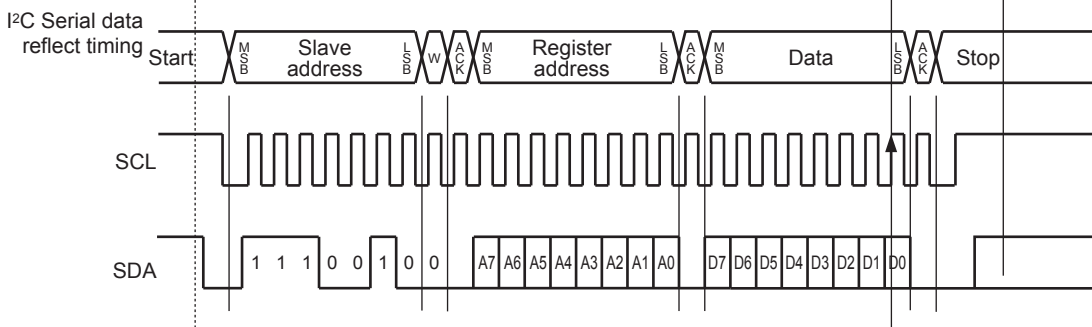 I²C Serial data
reflect timing
Start MSB Slave address LSB W ACK MSB Register address LSB ACK MSB Data LSB ACK Stop
SCL
SDA 1 1 1 0 0 1 0 0 A7 A6 A5 A4 A3 A2 A1 A0 D7 D6 D5 D4 D3 D2 D1 D0